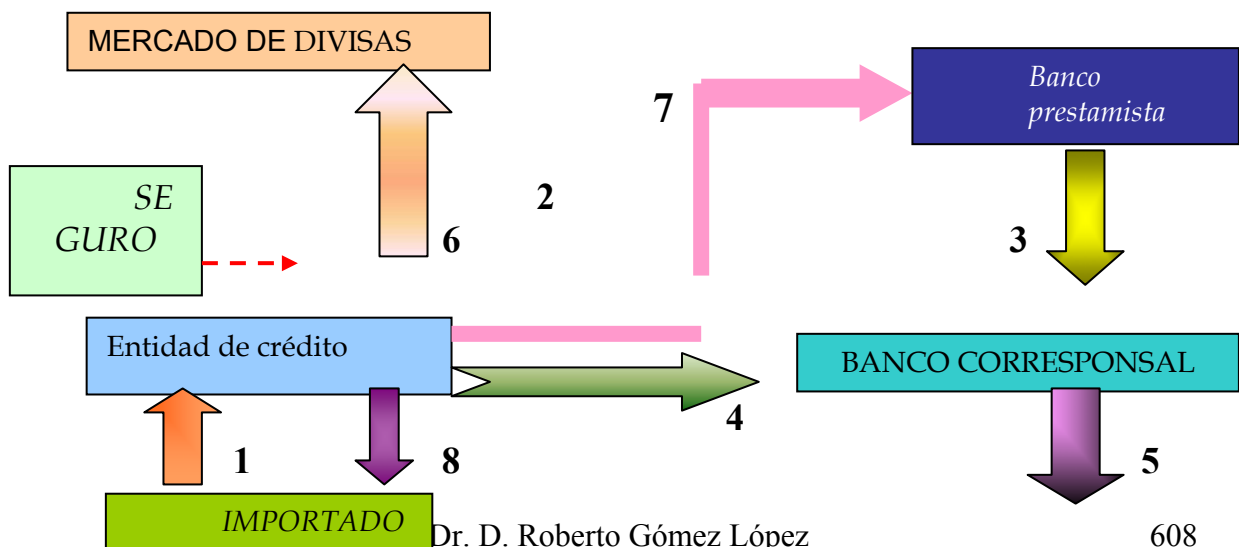 MERCADO DE DIVISAS
Banco
prestamista
7
SE
GURO
2
6
3
Entidad de crédito
BANCO CORRESPONSAL
4
1
8
5
IMPORTADO
Dr. D. Roberto Gómez López
608